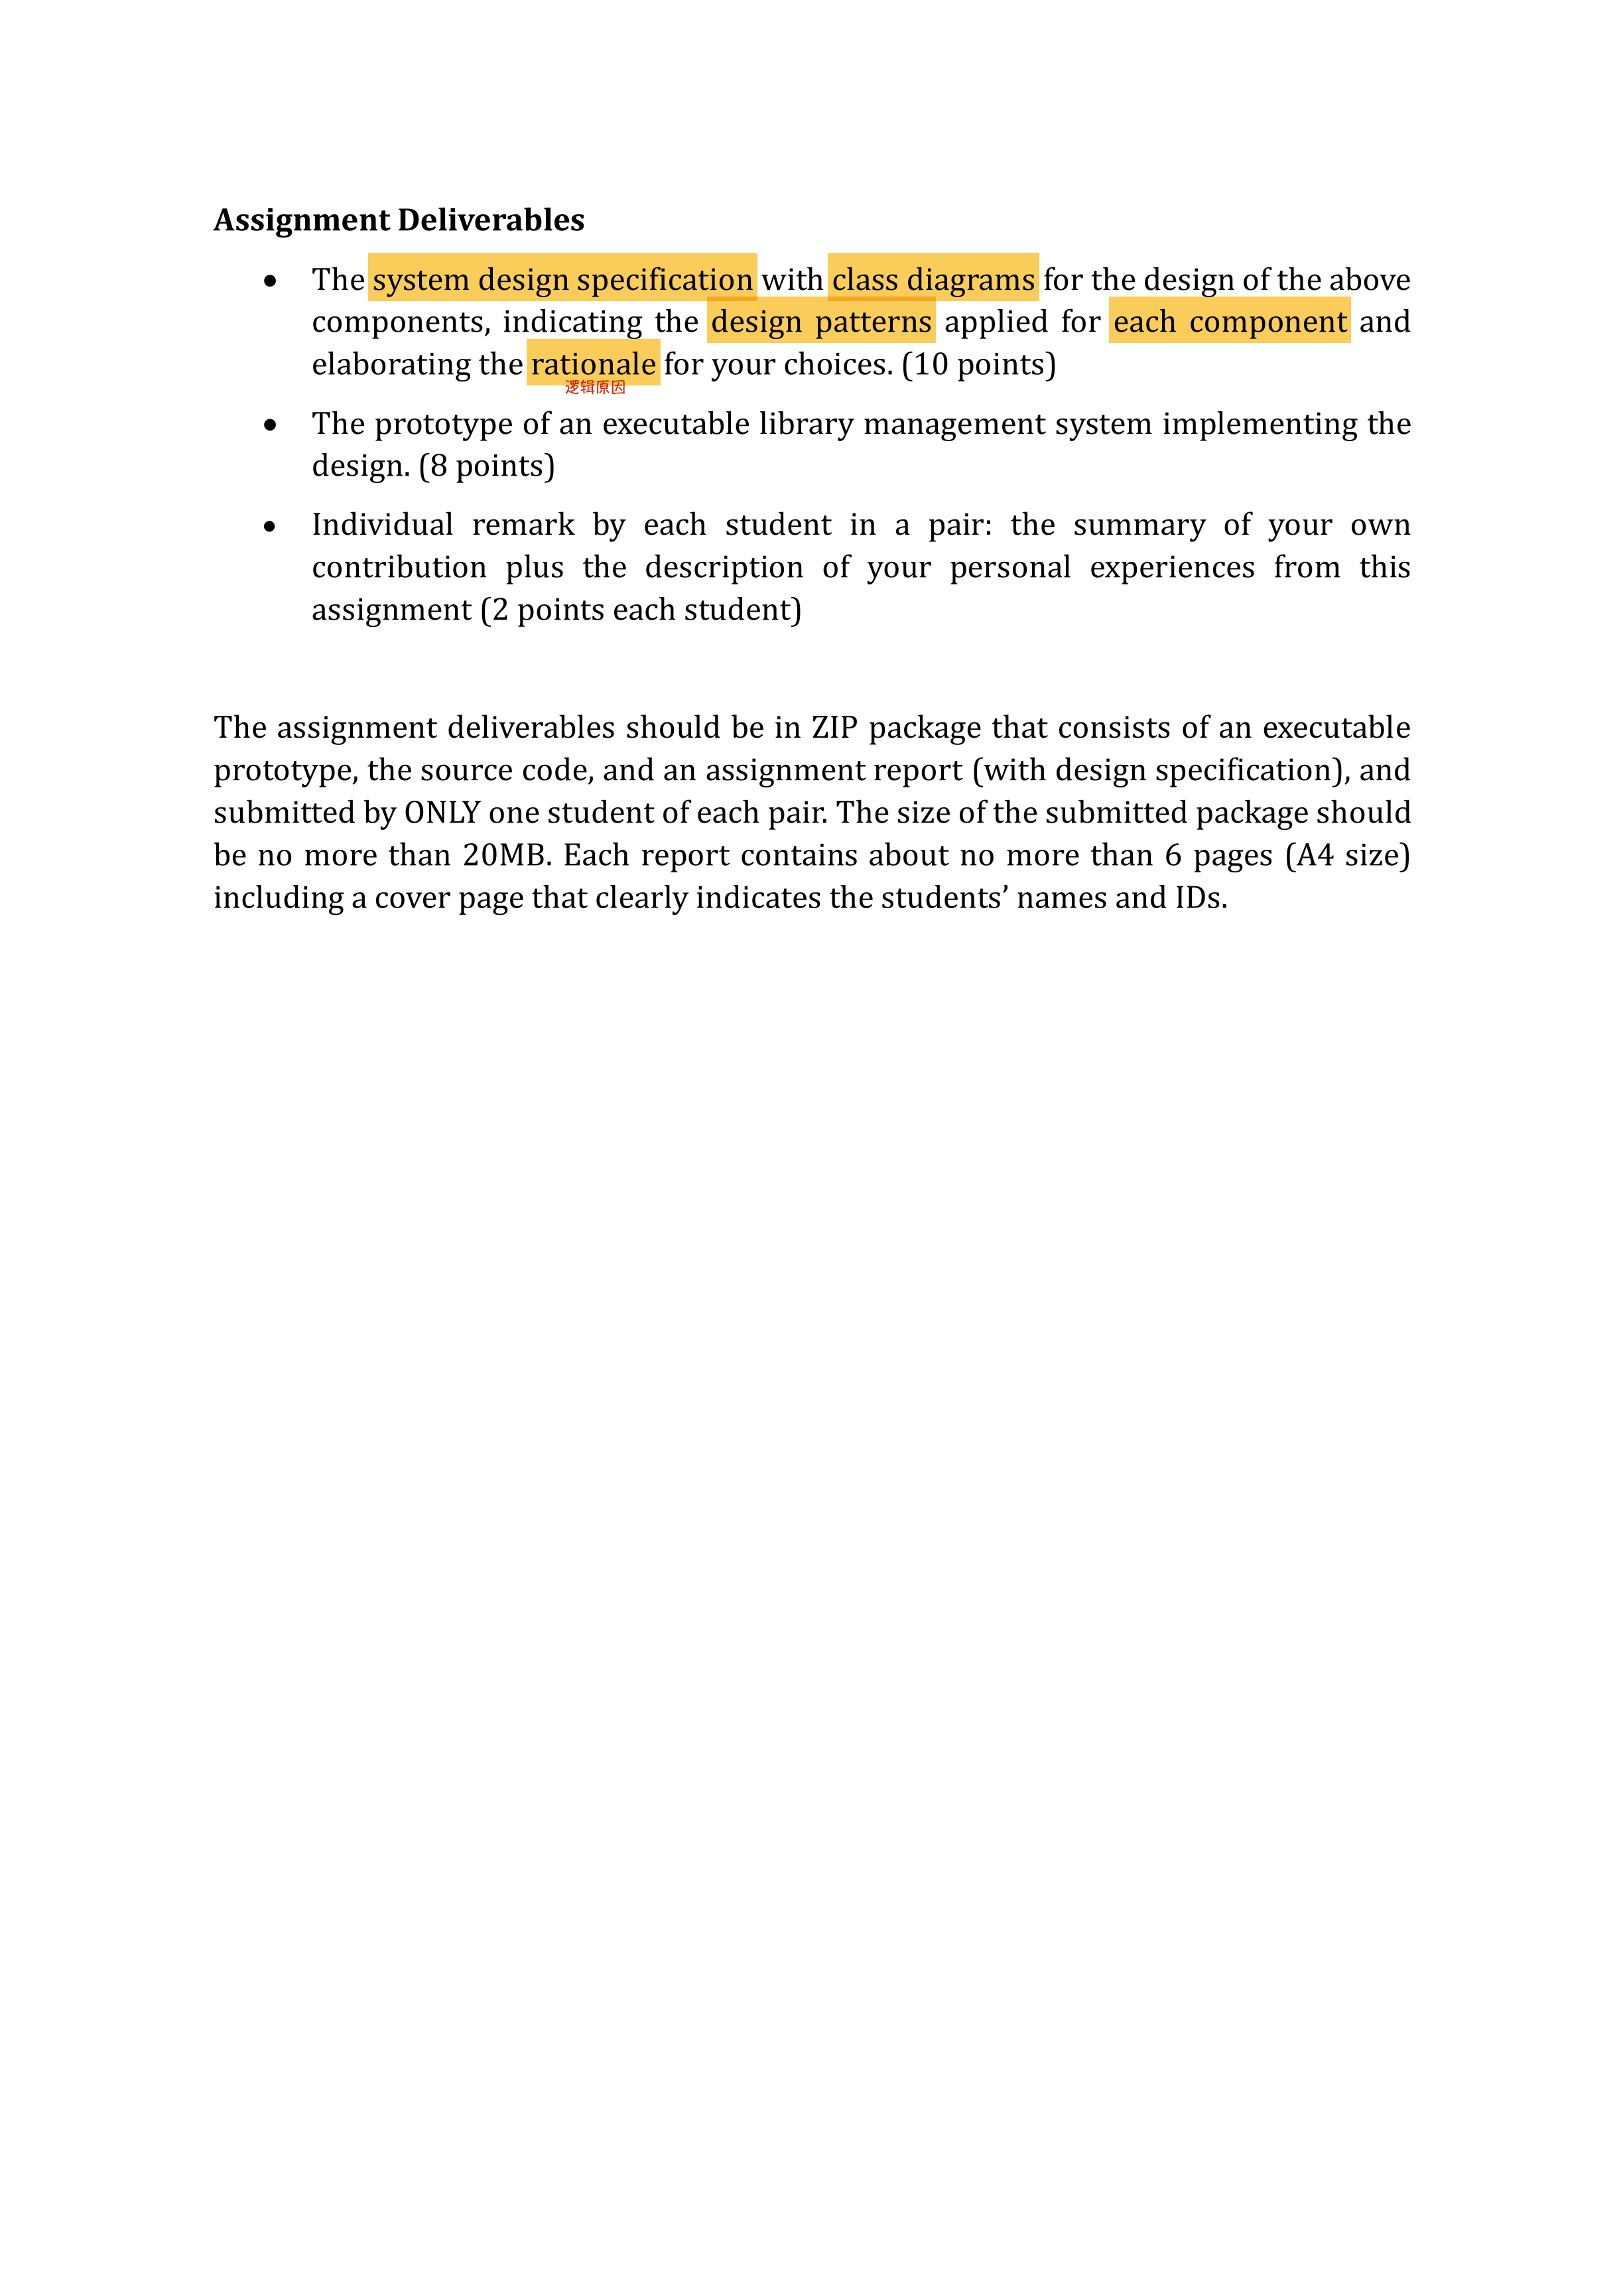 Assignment Deliverables
• The system design specification with class diagrams for the design of the above
components, indicating the design patterns applied for each component and
elaborating the rationale for your choices. (10 points)
逻辑原因
• The prototype of an executable library management system implementing the
design. (8 points)
• Individual remark by each student in a pair: the summary of your own
contribution plus the description of your personal experiences from this
assignment (2 points each student)
The assignment deliverables should be in ZIP package that consists of an executable
prototype, the source code, and an assignment report (with design specification), and
submitted by ONLY one student of each pair. The size of the submitted package should
be no more than 20MB. Each report contains about no more than 6 pages (A4 size)
including a cover page that clearly indicates the students’ names and IDs.